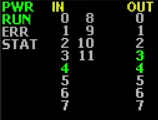 PWR IN OUT
RUN 0 8 0
ERR 1 9 1
STAT 2 10 2
3 11 3
4 4
5 5
6 6
7 7